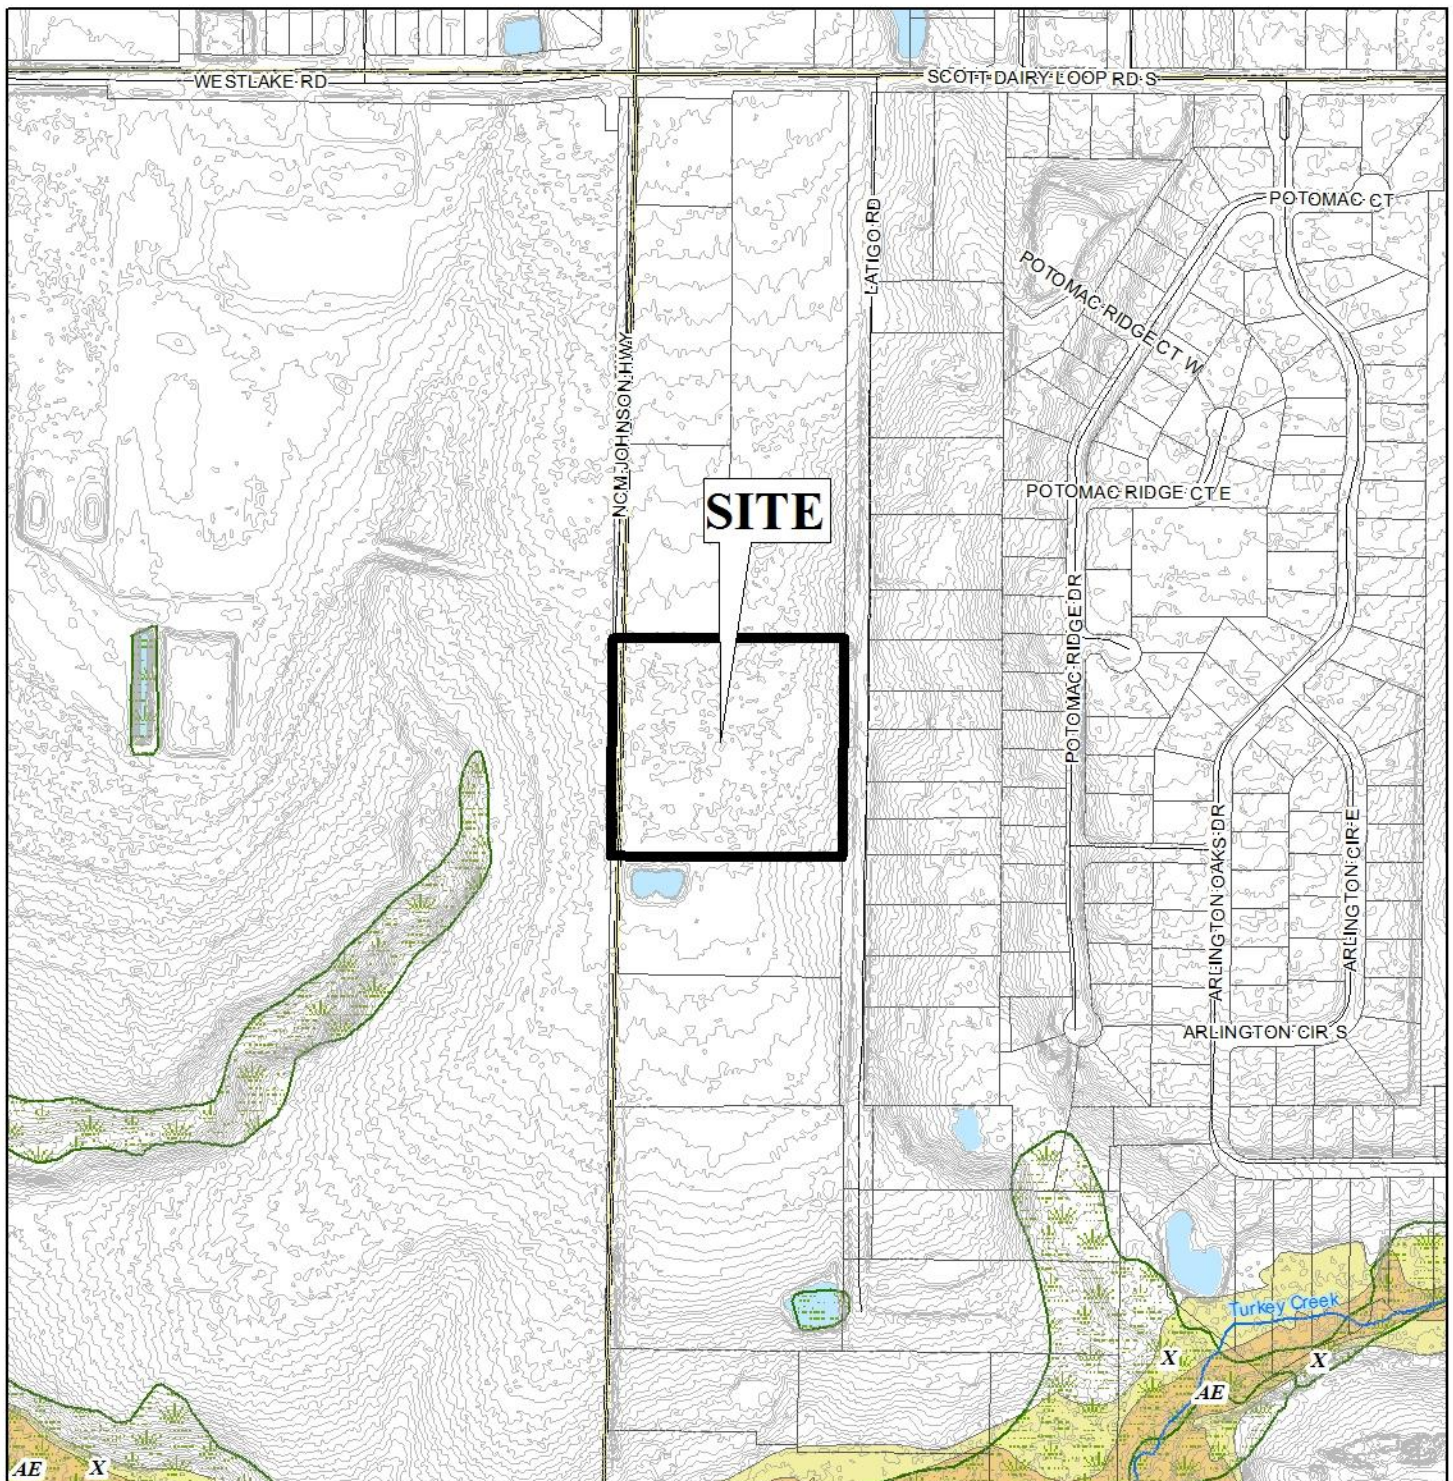 WESTLAKE RD
SCOTT DAIRY LOOP RD S
POTOMAC CT
LATIGO RD
POTOMAC RIDGE CT W
NCM JOHNSON HWY
SITE
POTOMAC RIDGE CT E
POTOMAC RIDGE DR
ARLINGTON OAKS DR
ARLINGTON CIR E
ARLINGTON CIR S
Turkey Creek
X
X
AE
AE
X